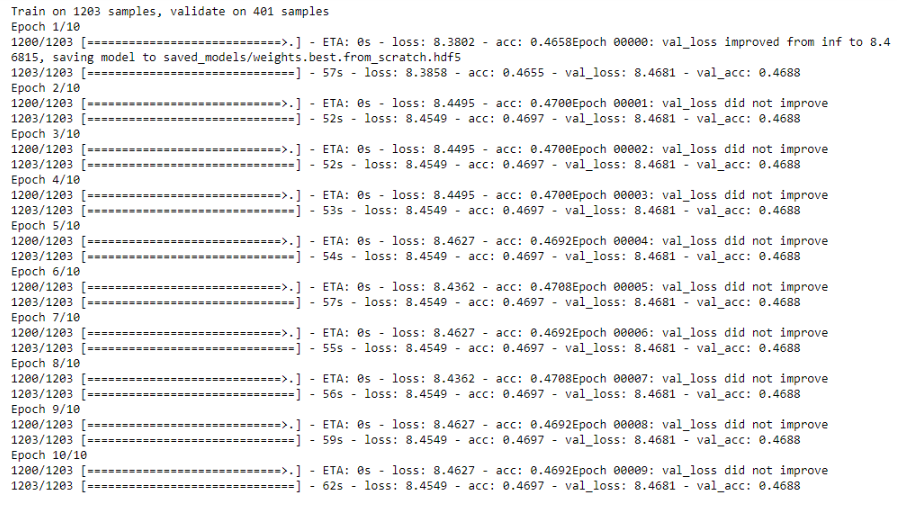 Train on 1203 samples, validate on 401 samples
Epoch 1/10
1200/1203 [============================>.] - ETA: 0s - loss: 8.3802 - acc: 0.4658Epoch 00000: val_loss improved from inf to 8.4
6815, saving model to saved_models/weights.best.from_scratch.hdf5
1203/1203 [==============================] - 57s - loss: 8.3858 - acc: 0.4655 - val_loss: 8.4681 - val_acc: 0.4688
Epoch 2/10
1200/1203 [============================>.] - ETA: 0s - loss: 8.4495 - acc: 0.4700Epoch 00001: val_loss did not improve
1203/1203 [==============================] - 52s - loss: 8.4549 - acc: 0.4697 - val_loss: 8.4681 - val_acc: 0.4688
Epoch 3/10
1200/1203 [============================>.] - ETA: 0s - loss: 8.4495 - acc: 0.4700Epoch 00002: val_loss did not improve
1203/1203 [==============================] - 52s - loss: 8.4549 - acc: 0.4697 - val_loss: 8.4681 - val_acc: 0.4688
Epoch 4/10
1200/1203 [============================>.] - ETA: 0s - loss: 8.4495 - acc: 0.4700Epoch 00003: val_loss did not improve
1203/1203 [==============================] - 53s - loss: 8.4549 - acc: 0.4697 - val_loss: 8.4681 - val_acc: 0.4688
Epoch 5/10
1200/1203 [============================>.] - ETA: 0s - loss: 8.4627 - acc: 0.4692Epoch 00004: val_loss did not improve
1203/1203 [==============================] - 54s - loss: 8.4549 - acc: 0.4697 - val_loss: 8.4681 - val_acc: 0.4688
Epoch 6/10
1200/1203 [============================>.] - ETA: 0s - loss: 8.4362 - acc: 0.4708Epoch 00005: val_loss did not improve
1203/1203 [==============================] - 57s - loss: 8.4549 - acc: 0.4697 - val_loss: 8.4681 - val_acc: 0.4688
Epoch 7/10
1200/1203 [============================>.] - ETA: 0s - loss: 8.4627 - acc: 0.4692Epoch 00006: val_loss did not improve
1203/1203 [==============================] - 55s - loss: 8.4549 - acc: 0.4697 - val_loss: 8.4681 - val_acc: 0.4688
Epoch 8/10
1200/1203 [============================>.] - ETA: 0s - loss: 8.4362 - acc: 0.4708Epoch 00007: val_loss did not improve
1203/1203 [==============================] - 56s - loss: 8.4549 - acc: 0.4697 - val_loss: 8.4681 - val_acc: 0.4688
Epoch 9/10
1200/1203 [============================>.] - ETA: 0s - loss: 8.4627 - acc: 0.4692Epoch 00008: val_loss did not improve
1203/1203 [==============================] - 59s - loss: 8.4549 - acc: 0.4697 - val_loss: 8.4681 - val_acc: 0.4688
Epoch 10/10
1200/1203 [============================>.] - ETA: 0s - loss: 8.4627 - acc: 0.4692Epoch 00009: val_loss did not improve
1203/1203 [==============================] - 62s - loss: 8.4549 - acc: 0.4697 - val_loss: 8.4681 - val_acc: 0.4688